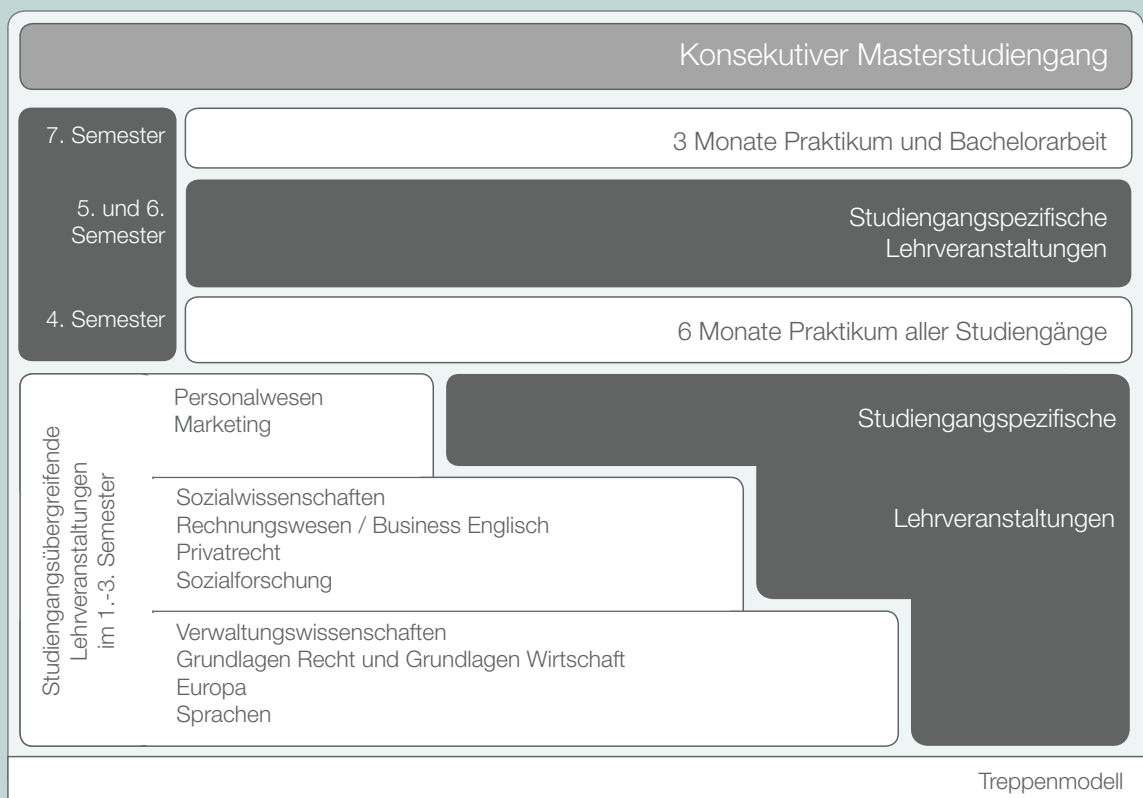 Konsekutiver Masterstudiengang
7. Semester
3 Monate Praktikum und Bachelorarbeit
5. und 6.
Semester
Studiengangspezifische
Lehrveranstaltungen
4. Semester
6 Monate Praktikum aller Studiengänge
Studiengangsübergreifende
Lehrveranstaltungen
im 1.-3. Semester
Personalwesen
Marketing
Studiengangspezifische
Lehrveranstaltungen
Sozialwissenschaften
Rechnungswesen / Business Englisch
Privatrecht
Sozialforschung
Verwaltungswissenschaften
Grundlagen Recht und Grundlagen Wirtschaft
Europa
Sprachen
Treppenmodell